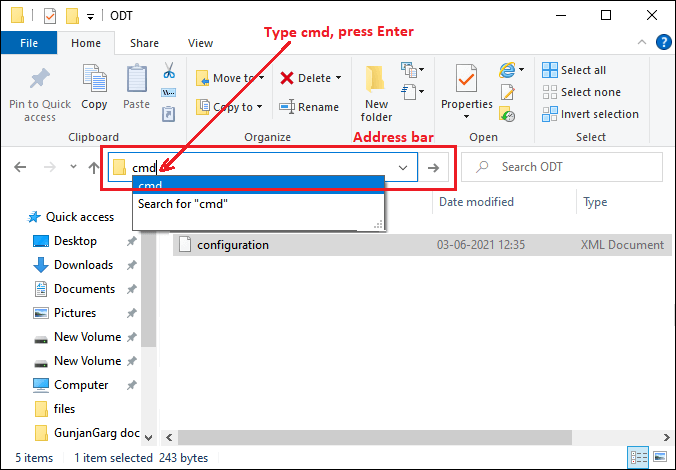 ODT
Type cmd, press Enter
File Home Share View
Pin to Quick access
Copy
Paste
Move to
Copy to
Delete
Rename
New folder
Properties
Select all
Select none
Invert selection
Clipboard Organize Address bar Open Select
cmd
Search ODT
cmd
Search for "cmd"
Date modified Type
configuration 03-06-2021 12:35 XML Document
Quick access
Desktop
Downloads
Documents
Pictures
New Volume
New Volume
Computer
files
GunjanGarg doc
5 items 1 item selected 243 bytes